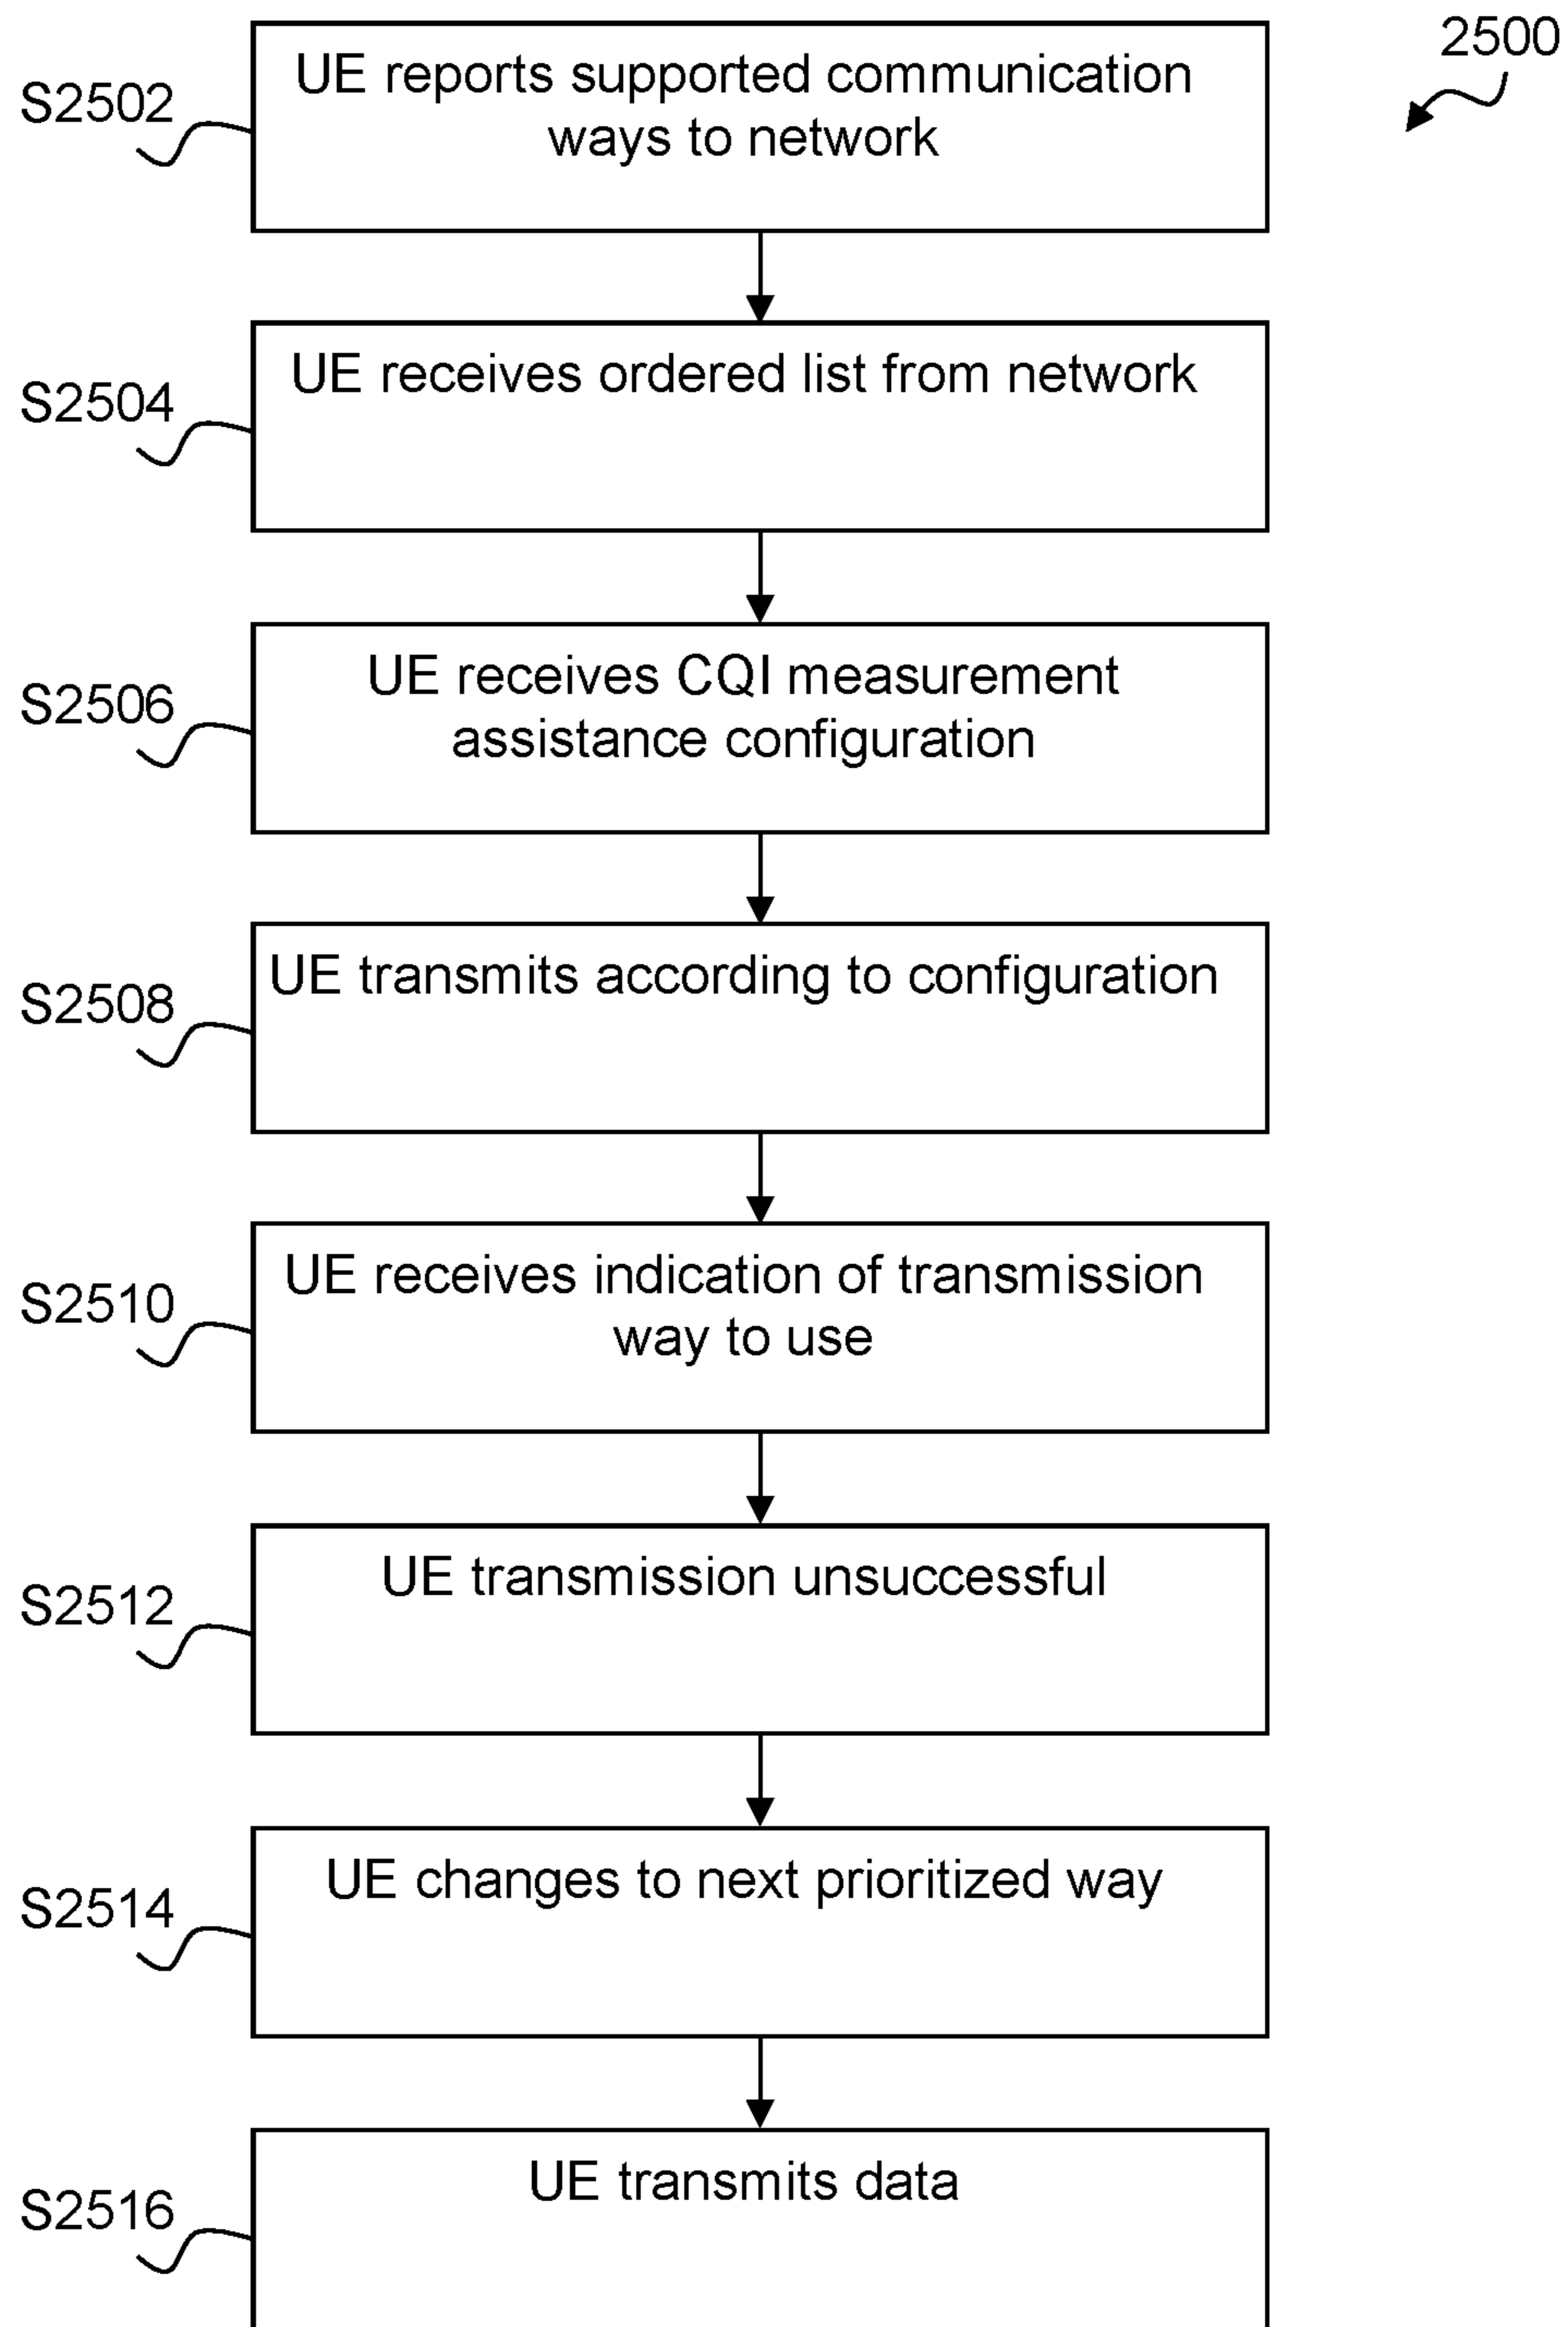 2500
S2502
UE reports supported communication
ways to network
S2504
UE receives ordered list from network
S2506
UE receives CQI measurement
assistance configuration
S2508
UE transmits according to configuration
S2510
UE receives indication of transmission
way to use
S2512
UE transmission unsuccessful
S2514
UE changes to next prioritized way
S2516
UE transmits data